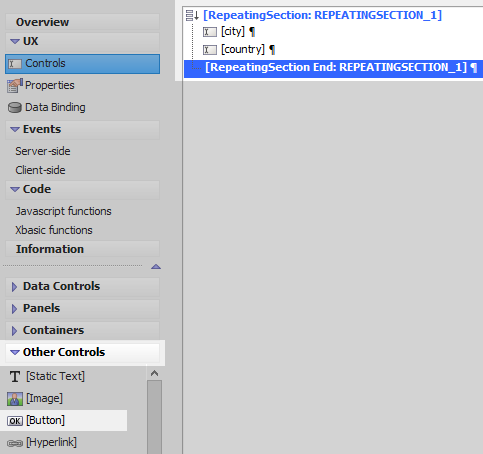 Overview
UX
Controls
Properties
Data Binding
Events
Server-side
Client-side
Code
Javascript functions
Xbasic functions
Information
Data Controls
Panels
Containers
Other Controls
T [Static Text]
[Image]
OK [Button]
[Hyperlink]
[RepeatingSection: REPEATINGSECTION_1]
[city] ¶
[country] ¶
[RepeatingSection End: REPEATINGSECTION_1] ¶